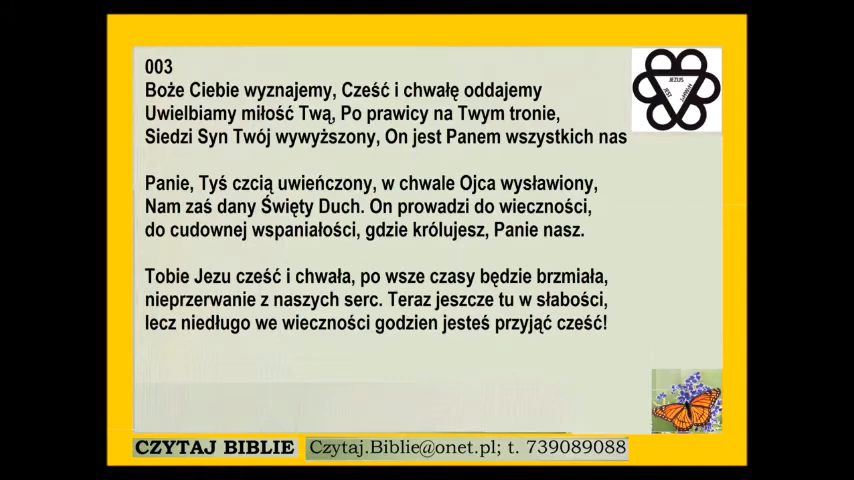 003
Boże Ciebie wyznajemy, Cześć i chwałę oddajemy
Uwielbiamy miłość Twą, Po prawicy na Twym tronie,
Siedzi Syn Twój wywyższony, On jest Panem wszystkich nas
Panie, Tyś czcią uwieńczony, w chwale Ojca wysławiony,
Nam zaś dany Święty Duch. On prowadzi do wieczności,
do cudownej wspaniałości, gdzie królujesz, Panie nasz.
Tobie Jezu cześć i chwała, po wsze czasy będzie brzmiała,
nieprzerwanie z naszych serc. Teraz jeszcze tu w słabości,
lecz niedługo we wieczności godzien jesteś przyjąć cześć!
JEZUS
JEST
CZYTAJ BIBLIE
Czytaj.Biblie@onet.pl; t. 739089088